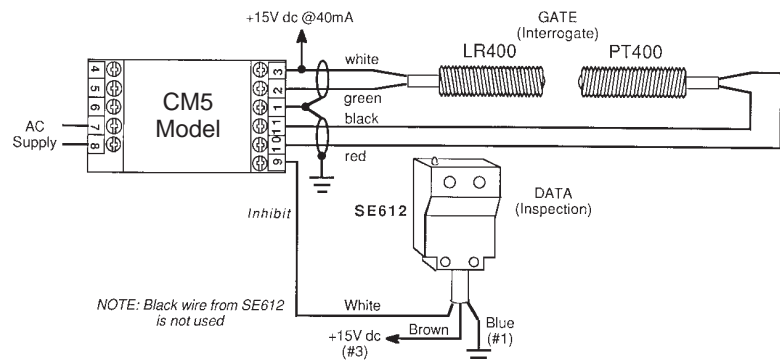 +15V dc @40mA
GATE
(Interrogate)
LR400
PT400
white
green
black
red
4
5
6
7
8
3
2
1
11
10
9
CM5
Model
AC
Supply
Inhibit
SE612
DATA
(Inspection)
NOTE: Black wire from SE612
is not used
White
+15V dc
(#3)
Brown
Blue
(#1)